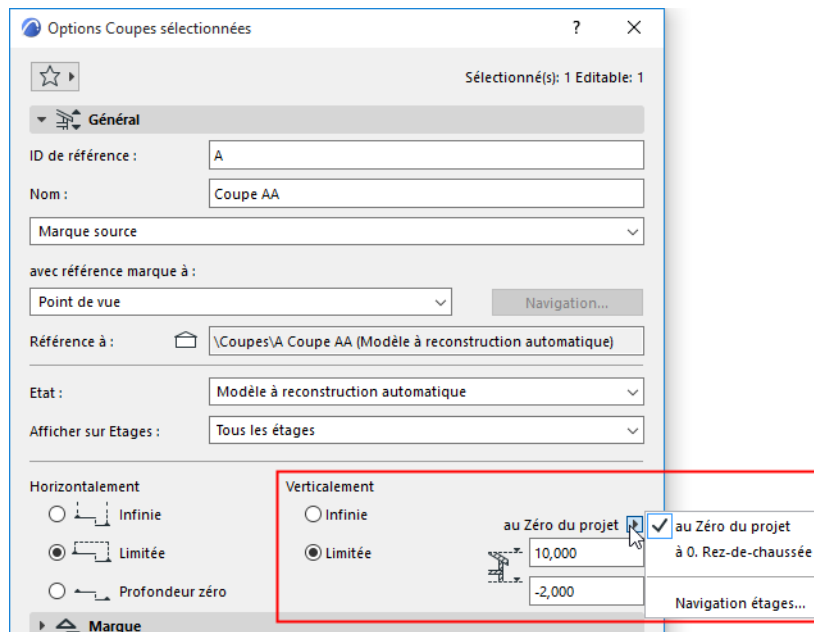 Options Coupes sélectionnées
Sélectionné(s): 1 Editable: 1
Général
ID de référence : A
Nom : Coupe AA
Marque source
avec référence marque à :
Point de vue Navigation...
Référence à : \Coupes\A Coupe AA (Modèle à reconstruction automatique)
Etat : Modèle à reconstruction automatique
Afficher sur Etages : Tous les étages
Horizontalement Verticalement
Infinie Infinie
au Zéro du projet au Zéro du projet
Limitée Limitée 10,000 à 0. Rez-de-chaussée
Profondeur zéro -2,000 Navigation étages...
Marque